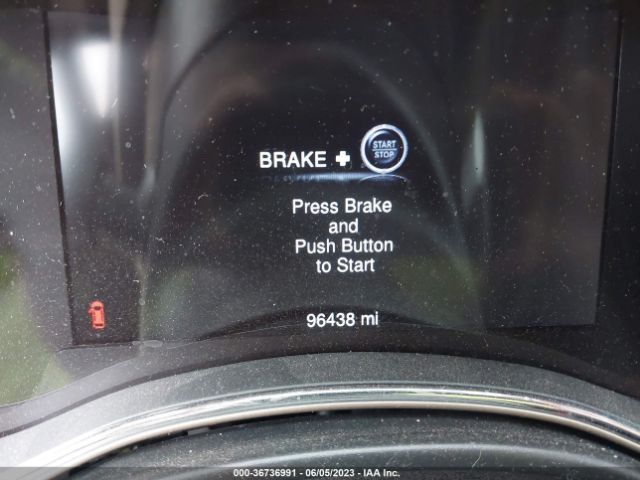 BRAKE + START STOP
Press Brake
and
Push Button
to Start
96438 mi
000-36736991 - 06/05/2023 - IAA Inc.